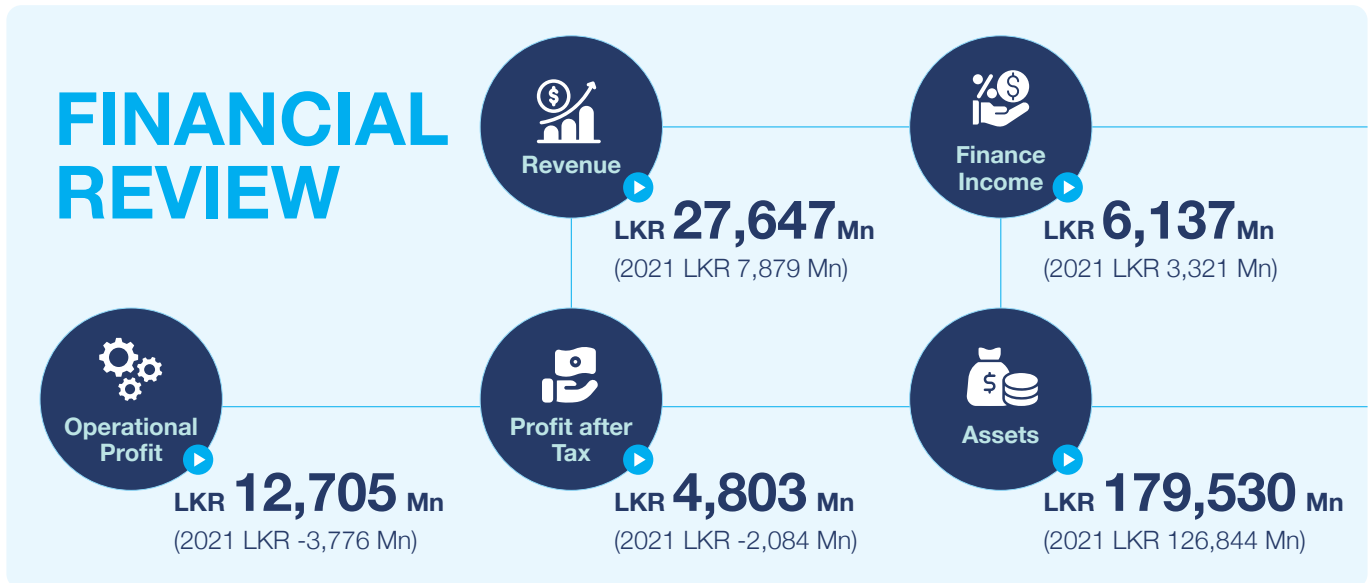 FINANCIAL
REVIEW
Revenue
LKR 27,647 Mn
(2021 LKR 7,879 Mn)
Finance
Income
LKR 6,137 Mn
(2021 LKR 3,321 Mn)
Operational
Profit
LKR 12,705 Mn
(2021 LKR -3,776 Mn)
Profit after
Tax
LKR 4,803 Mn
(2021 LKR -2,084 Mn)
Assets
LKR 179,530 Mn
(2021 LKR 126,844 Mn)